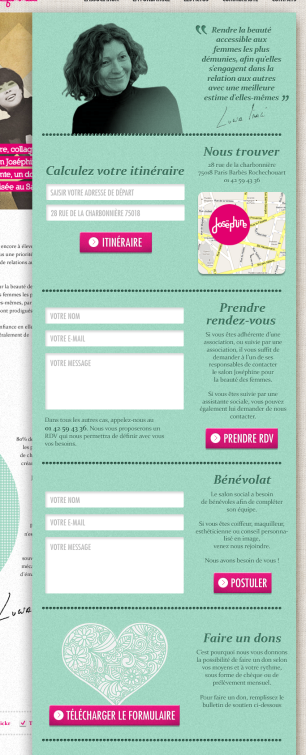 Rendre la beauté
accessible aux
femmes les plus
démunies, afin qu'elles
s'engagent dans la
relation aux autres
avec une meilleure
estime d'elles-mêmes
Calculez votre itinéraire
SAISIR VOTRE ADRESSE DE DÉPART
28 RUE DE LA CHARBONNIÈRE 75018
ITINÉRAIRE
Nous trouver
28 rue de la charbonnière
75018 Paris Barbès Rochechouart
01 42 59 43 36
Joséphine
VOTRE NOM
VOTRE E-MAIL
VOTRE MESSAGE
Dans tous les autres cas, appelez-nous au
01 42 59 43 36. Nous vous proposerons un
RDV qui nous permettra de définir avec vous
vos besoins.
Prendre
rendez-vous
Si vous êtes adhérente d'une
association, ou suivie par une
association, il vous suffit de
demander à l'un de ses
responsables de contacter
le salon Joséphine pour
la beauté des femmes.
Si vous êtes suivie par une
assistante sociale, vous pouvez
également lui demander de nous
contacter.
PRENDRE RDV
VOTRE NOM
VOTRE E-MAIL
VOTRE MESSAGE
Bénévolat
Le salon social a besoin
de bénévoles afin de compléter
son équipe.
Si vous êtes coiffeur, maquilleur,
esthéticienne ou conseil personna-
lisé en image,
venez nous rejoindre.
Nous avons besoin de vous !
POSTULER
TÉLÉCHARGER LE FORMULAIRE
Faire un dons
C'est pourquoi nous vous donnons
la possibilité de faire un don selon
vos moyens et à votre rythme,
sous forme de chèque ou de
prélèvement mensuel.
Pour faire un don, remplissez le
bulletin de soutien ci-dessous